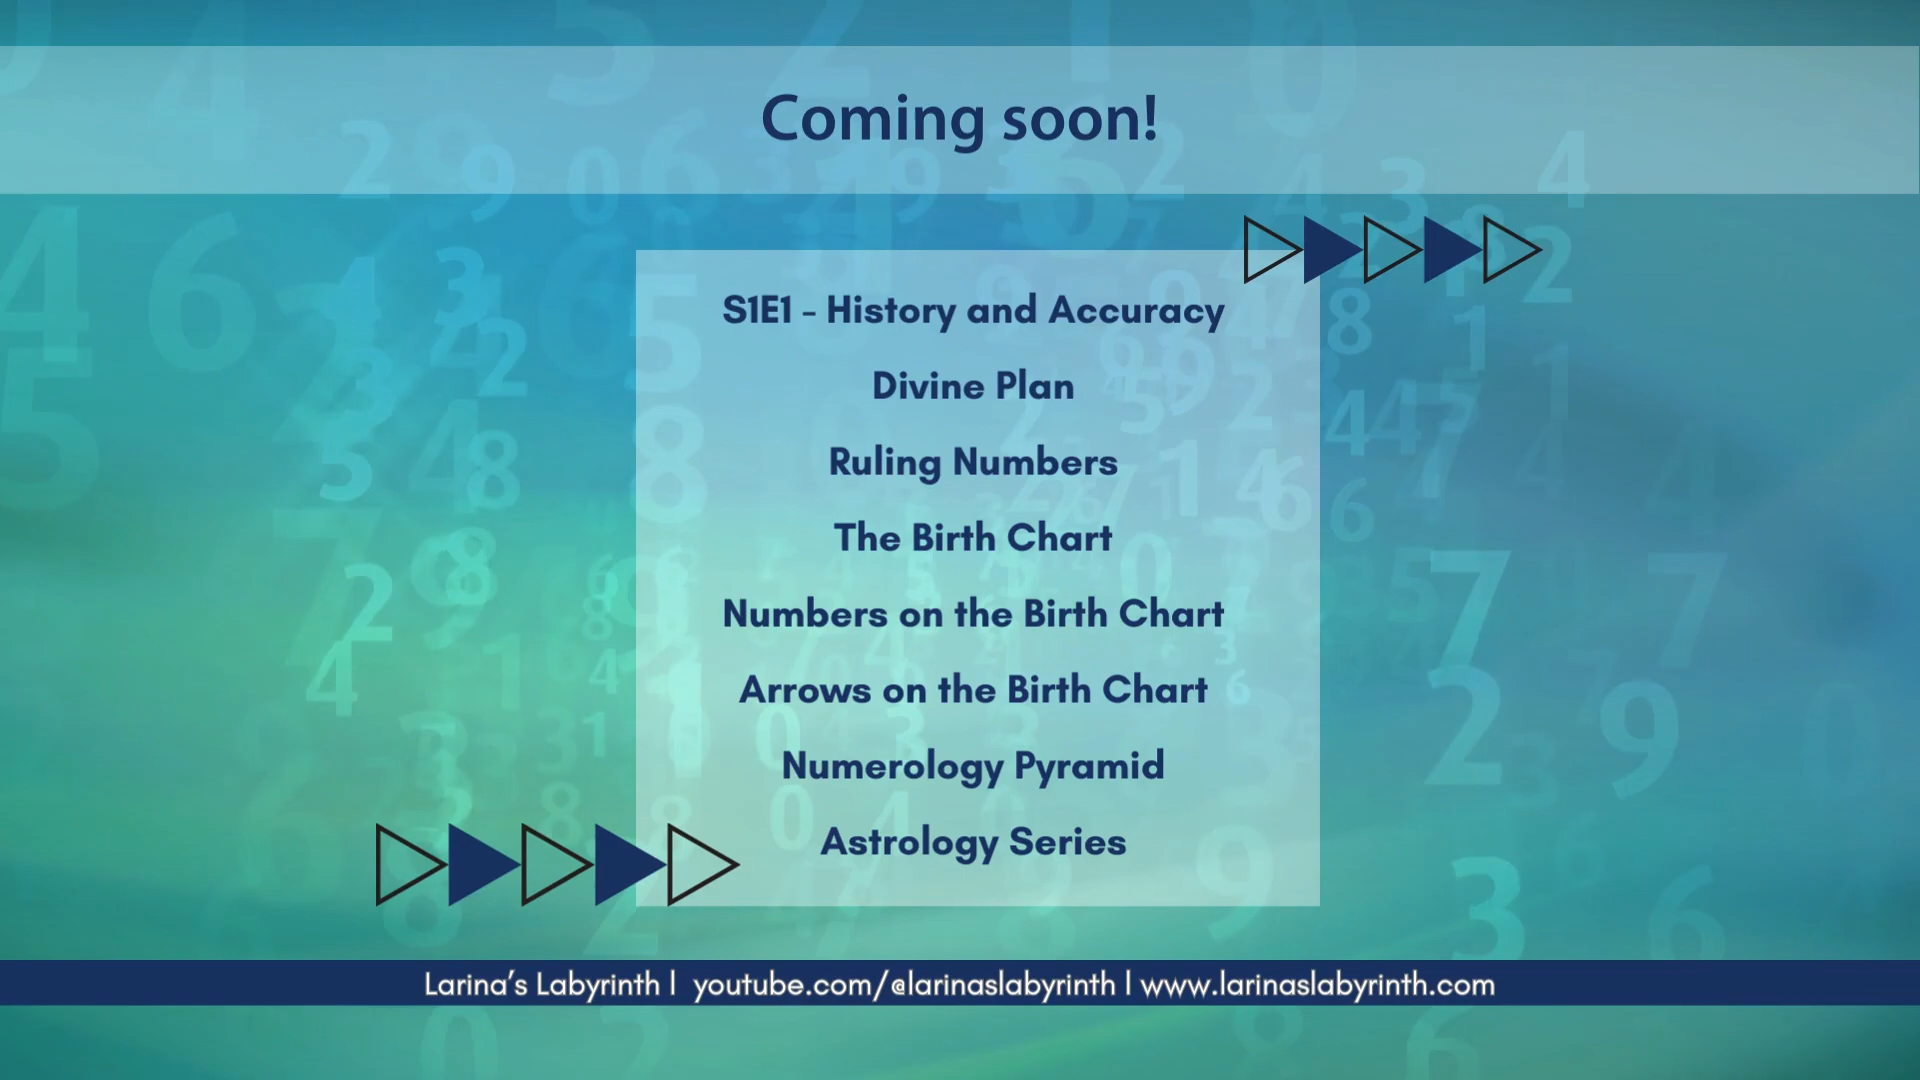 Coming soon!
S1E1 - History and Accuracy
Divine Plan
Ruling Numbers
The Birth Chart
Numbers on the Birth Chart
Arrows on the Birth Chart
Numerology Pyramid
Astrology Series
Larina’s Labyrinth | youtube.com/@larinaslabyrinth | www.larinaslabyrinth.com